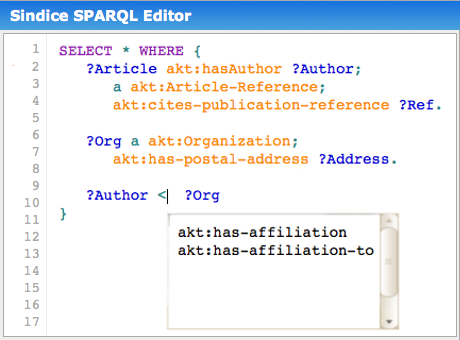 Sindice SPARQL Editor
1 SELECT * WHERE {
2 ?Article akt:hasAuthor ?Author;
3 a akt:Article-Reference;
4 akt:cites-publication-reference ?Ref.
5
6 ?Org a akt:Organization;
7 akt:has-postal-address ?Address.
8
9 ?Author < ?Org
10 }
11 akt:has-affiliation
12 akt:has-affiliation-to
13
14
15
16
17